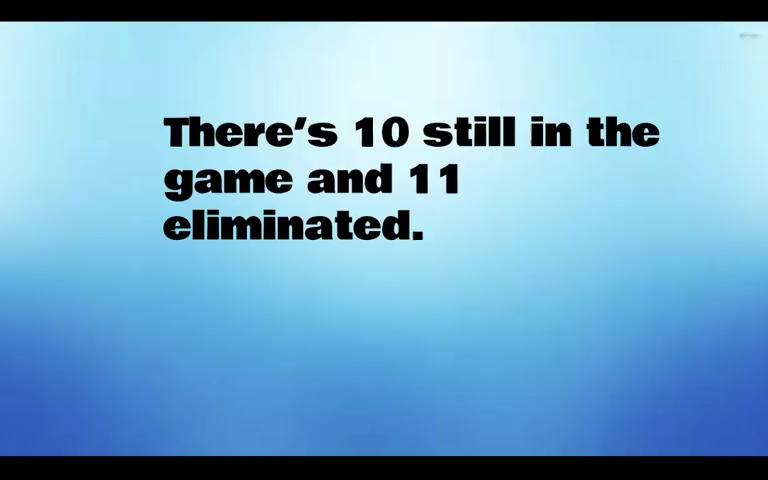 There's 10 still in the
game and 11
eliminated.